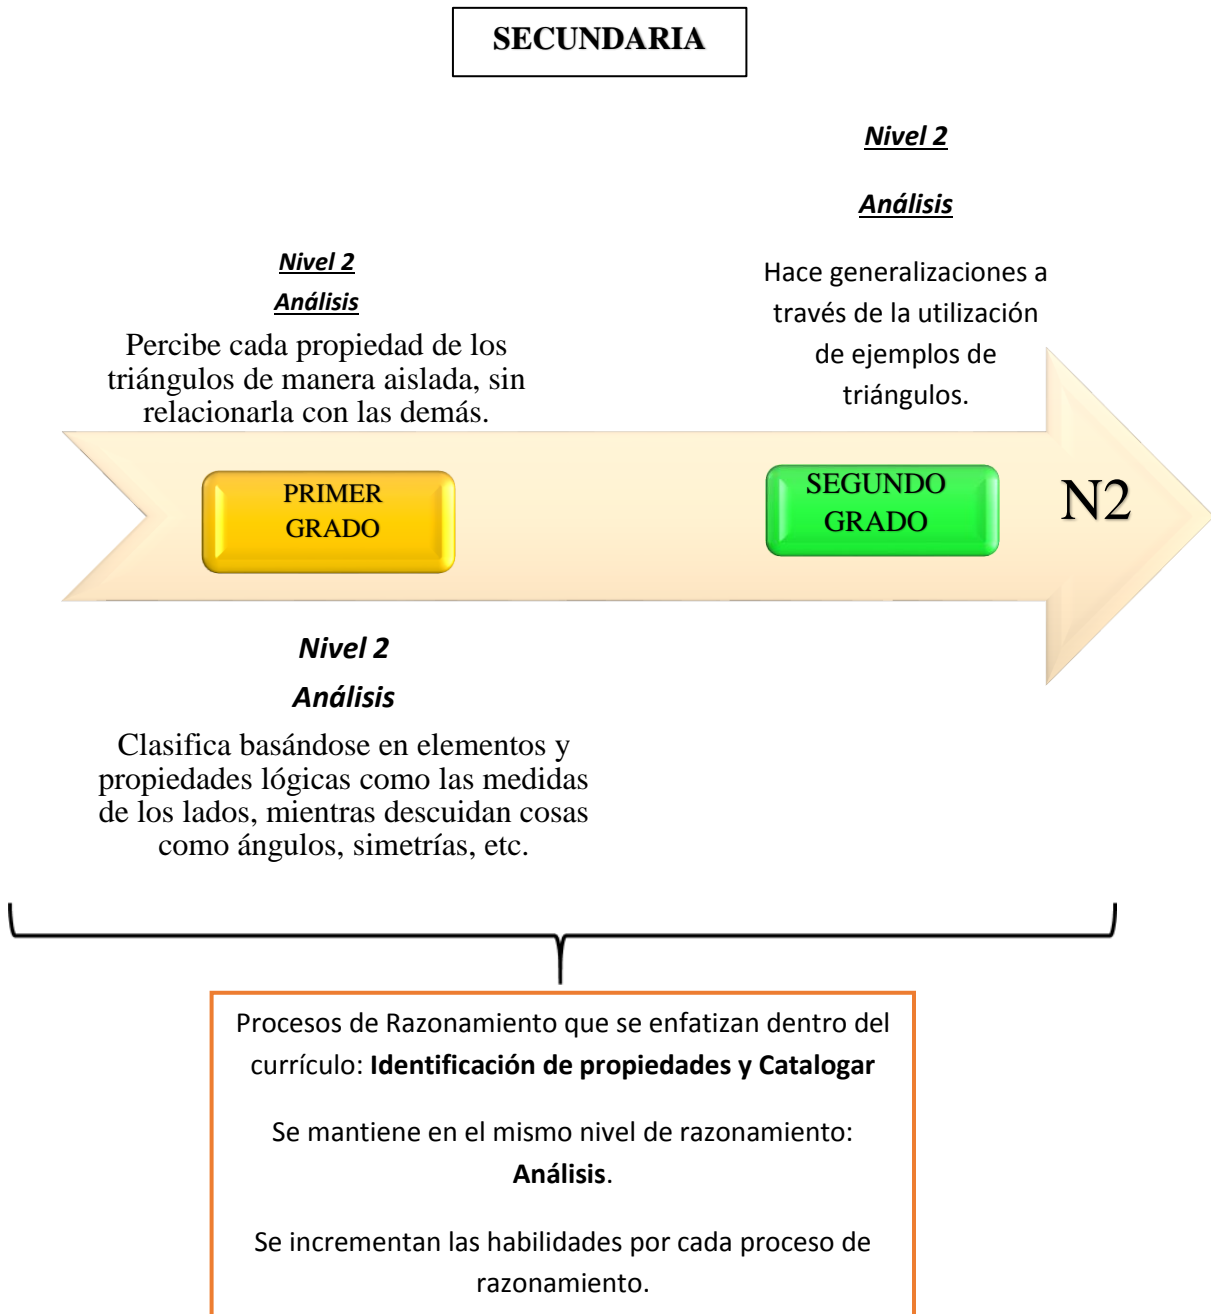 SECUNDARIA
Nivel 2
Análisis
Hace generalizaciones a
través de la utilización
de ejemplos de
triángulos.
Nivel 2
Análisis
Percibe cada propiedad de los
triángulos de manera aislada, sin
relacionarla con las demás.
PRIMER
GRADO
SEGUNDO
GRADO
N2
Nivel 2
Análisis
Clasifica basándose en elementos y
propiedades lógicas como las medidas
de los lados, mientras descuidan cosas
como ángulos, simetrías, etc.
Procesos de Razonamiento que se enfatizan dentro del
currículo: Identificación de propiedades y Catalogar
Se mantiene en el mismo nivel de razonamiento:
Análisis.
Se incrementan las habilidades por cada proceso de
razonamiento.